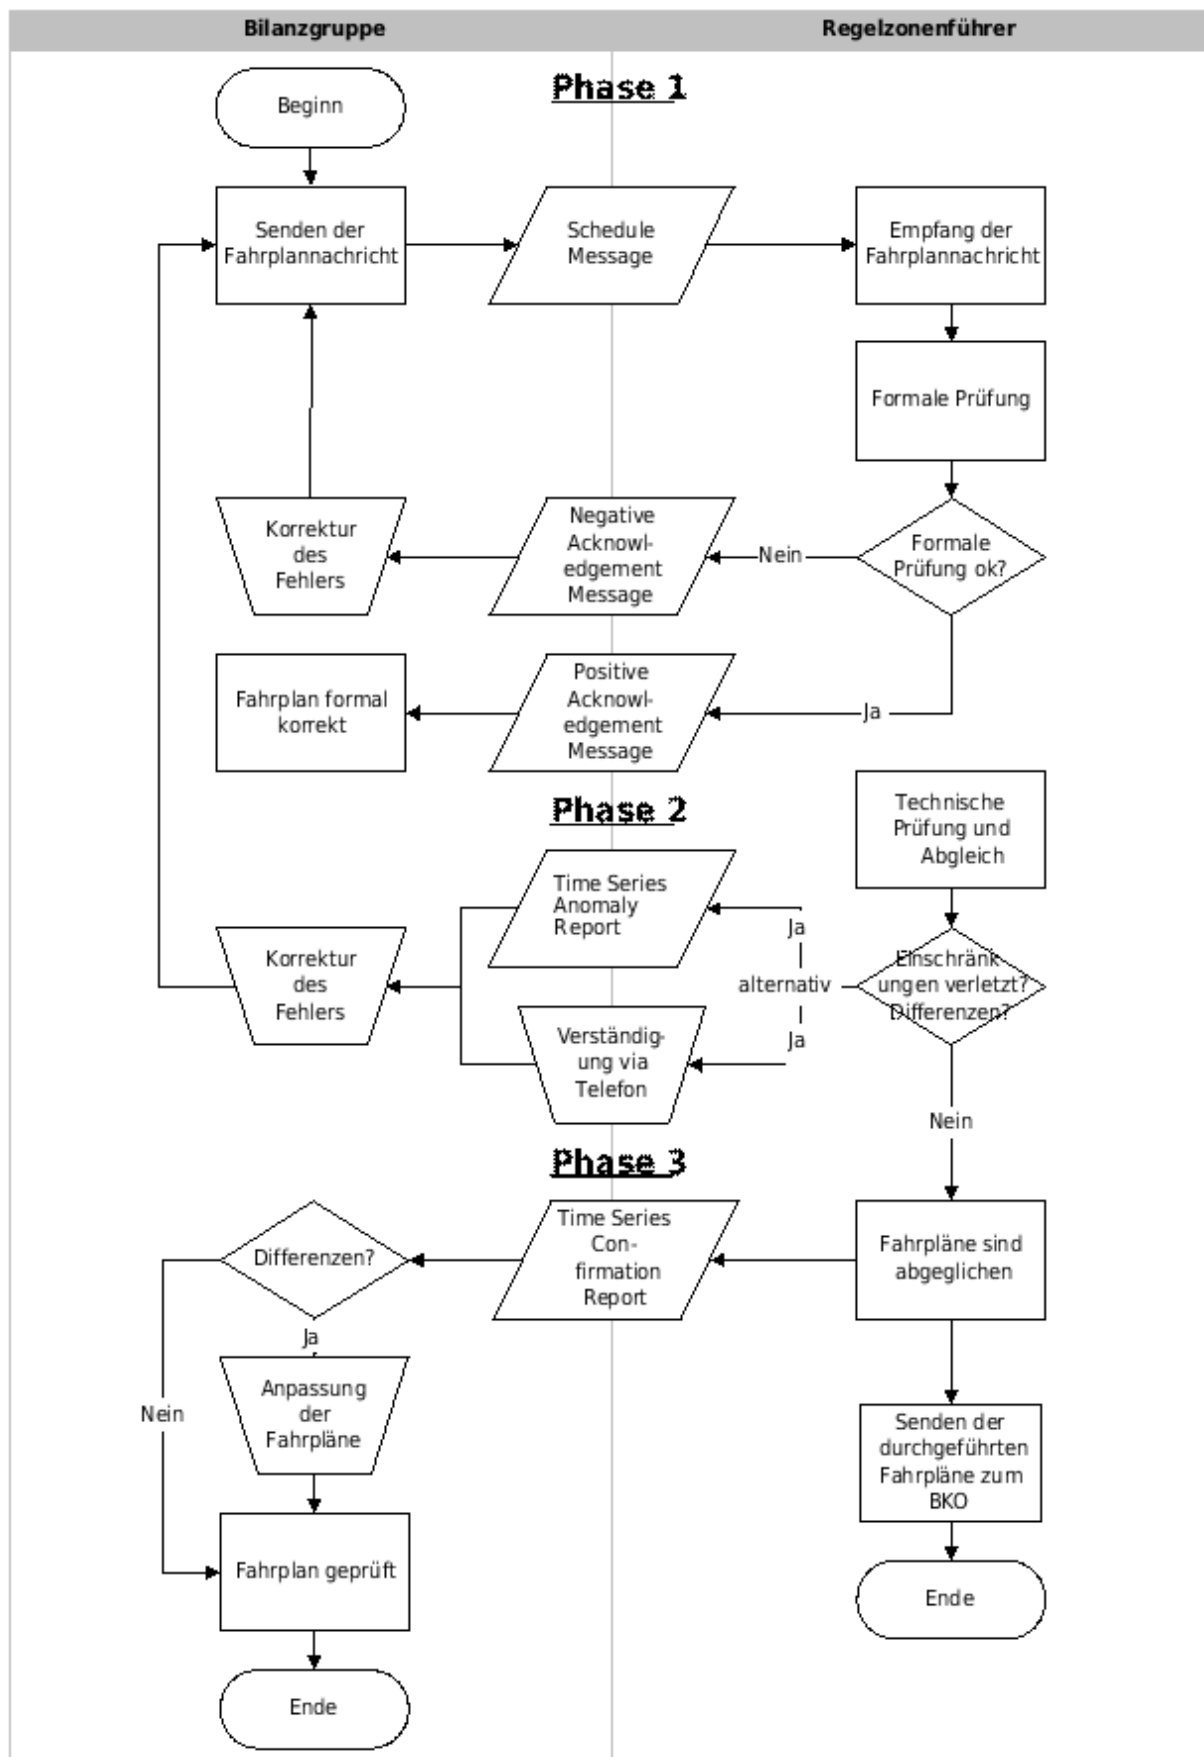 Bilanzgruppe
Regelzonenführer
Phase 1
Beginn
Senden der
Fahrplannachricht
Schedule
Message
Empfang der
Fahrplannachricht
Formale Prüfung
Korrektur
des
Fehlers
Negative
Acknowl-
edgement
Message
Nein
Formale
Prüfung ok?
Fahrplan formal
korrekt
Positive
Acknowl-
edgement
Message
Ja
Phase 2
Technische
Prüfung und
Abgleich
Time Series
Anomaly
Report
Ja
Korrektur
des
Fehlers
alternativ
Einschränk
ungen verletzt?
Differenzen?
Verständig-
ung via
Telefon
Ja
Nein
Phase 3
Differenzen?
Time Series
Con-
firmation
Report
Fahrpläne sind
abgeglichen
Ja
Nein
Anpassung
der
Fahrpläne
Senden der
durchgeführten
Fahrpläne zum
BKO
Fahrplan geprüft
Ende
Ende